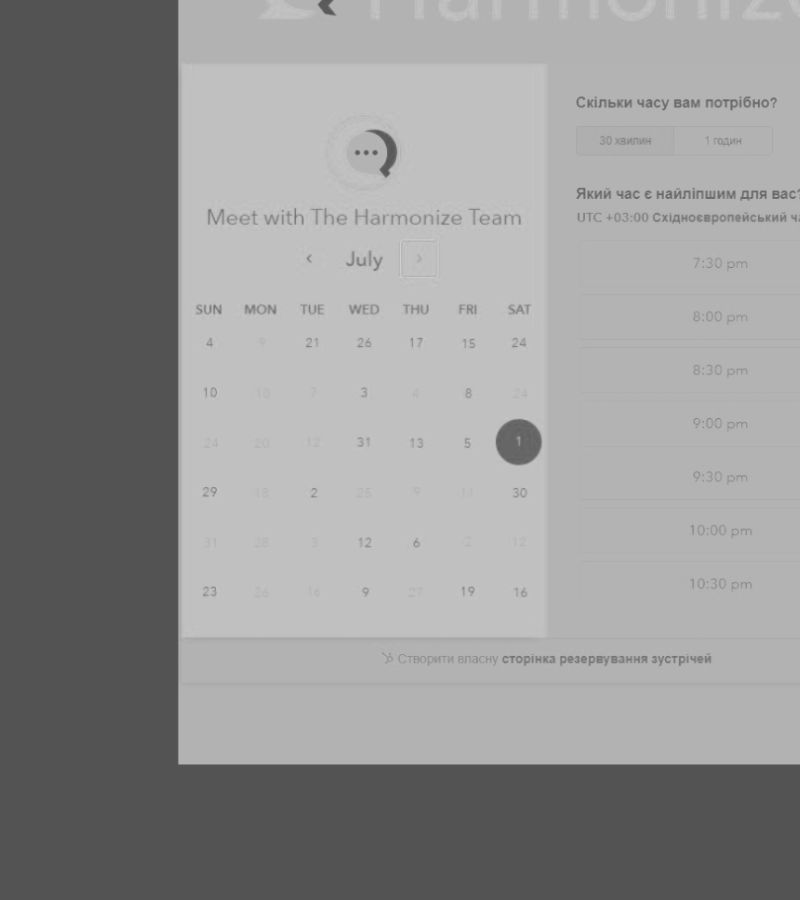 Harmonize
Meet with The Harmonize Team
July
SUN MON TUE WED THU FRI SAT
4 9 21 26 17 15 24
10 10 7 3 4 8 24
24 20 12 31 13 5 1
29 18 2 25 9 11 30
31 28 3 12 6 2 12
23 26 14 9 27 19 16
Скільки часу вам потрібно?
30 хвилин 1 годин
Який час є найліпшим для вас?
UTC +03:00 Східноєвропейський
7:30 pm
8:00 pm
8:30 pm
9:00 pm
9:30 pm
10:00 pm
10:30 pm
Створити власну сторінка резервування зустрічей